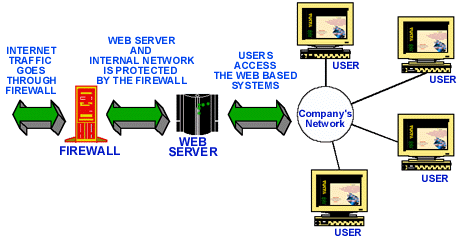 INTERNET
TRAFFIC
GOES
THROUGH
FIREWALL
FIREWALL
WEB SERVER
AND
INTERNAL NETWORK
IS PROTECTED
BY THE FIREWALL
WEB
SERVER
USERS
ACCESS
THE WEB BASED
SYSTEMS
Company's
Network
USER
USER
USER
USER